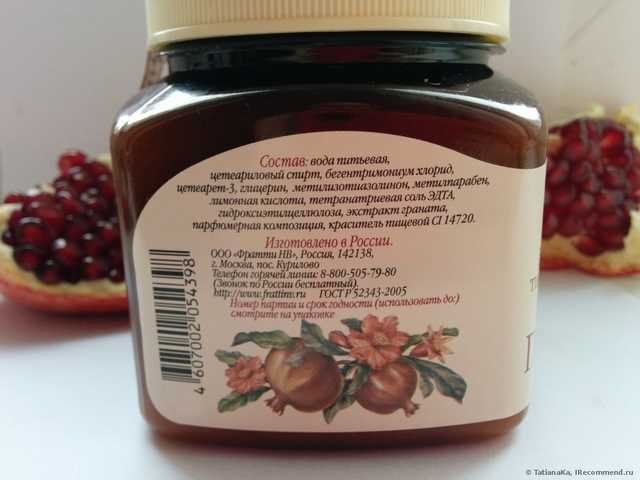 Состав: вода питьевая,
цетеариловый спирт, бегентримониум хлорид,
цетеарет-3, глицерин, метилизотиазолинон, метилпарабен,
лимонная кислота, тетранатриевая соль ЭДТА,
гидроксиэтилцеллюлоза, экстракт граната,
парфюмерная композиция, краситель пищевой CI 14720.
Изготовлено в России.
ООО «Фратти НВ», Россия, 142138,
г. Москва, пос. Курилово
Телефон горячей линии: 8-800-505-79-80
(Звонок по России бесплатный).
http://www.frattinv.ru ГОСТ Р 52343-2005
Номер партии и срок годности (использовать до:)
смотрите на упаковке
4 607002 054398
© TatianaKa, IRecommend.ru